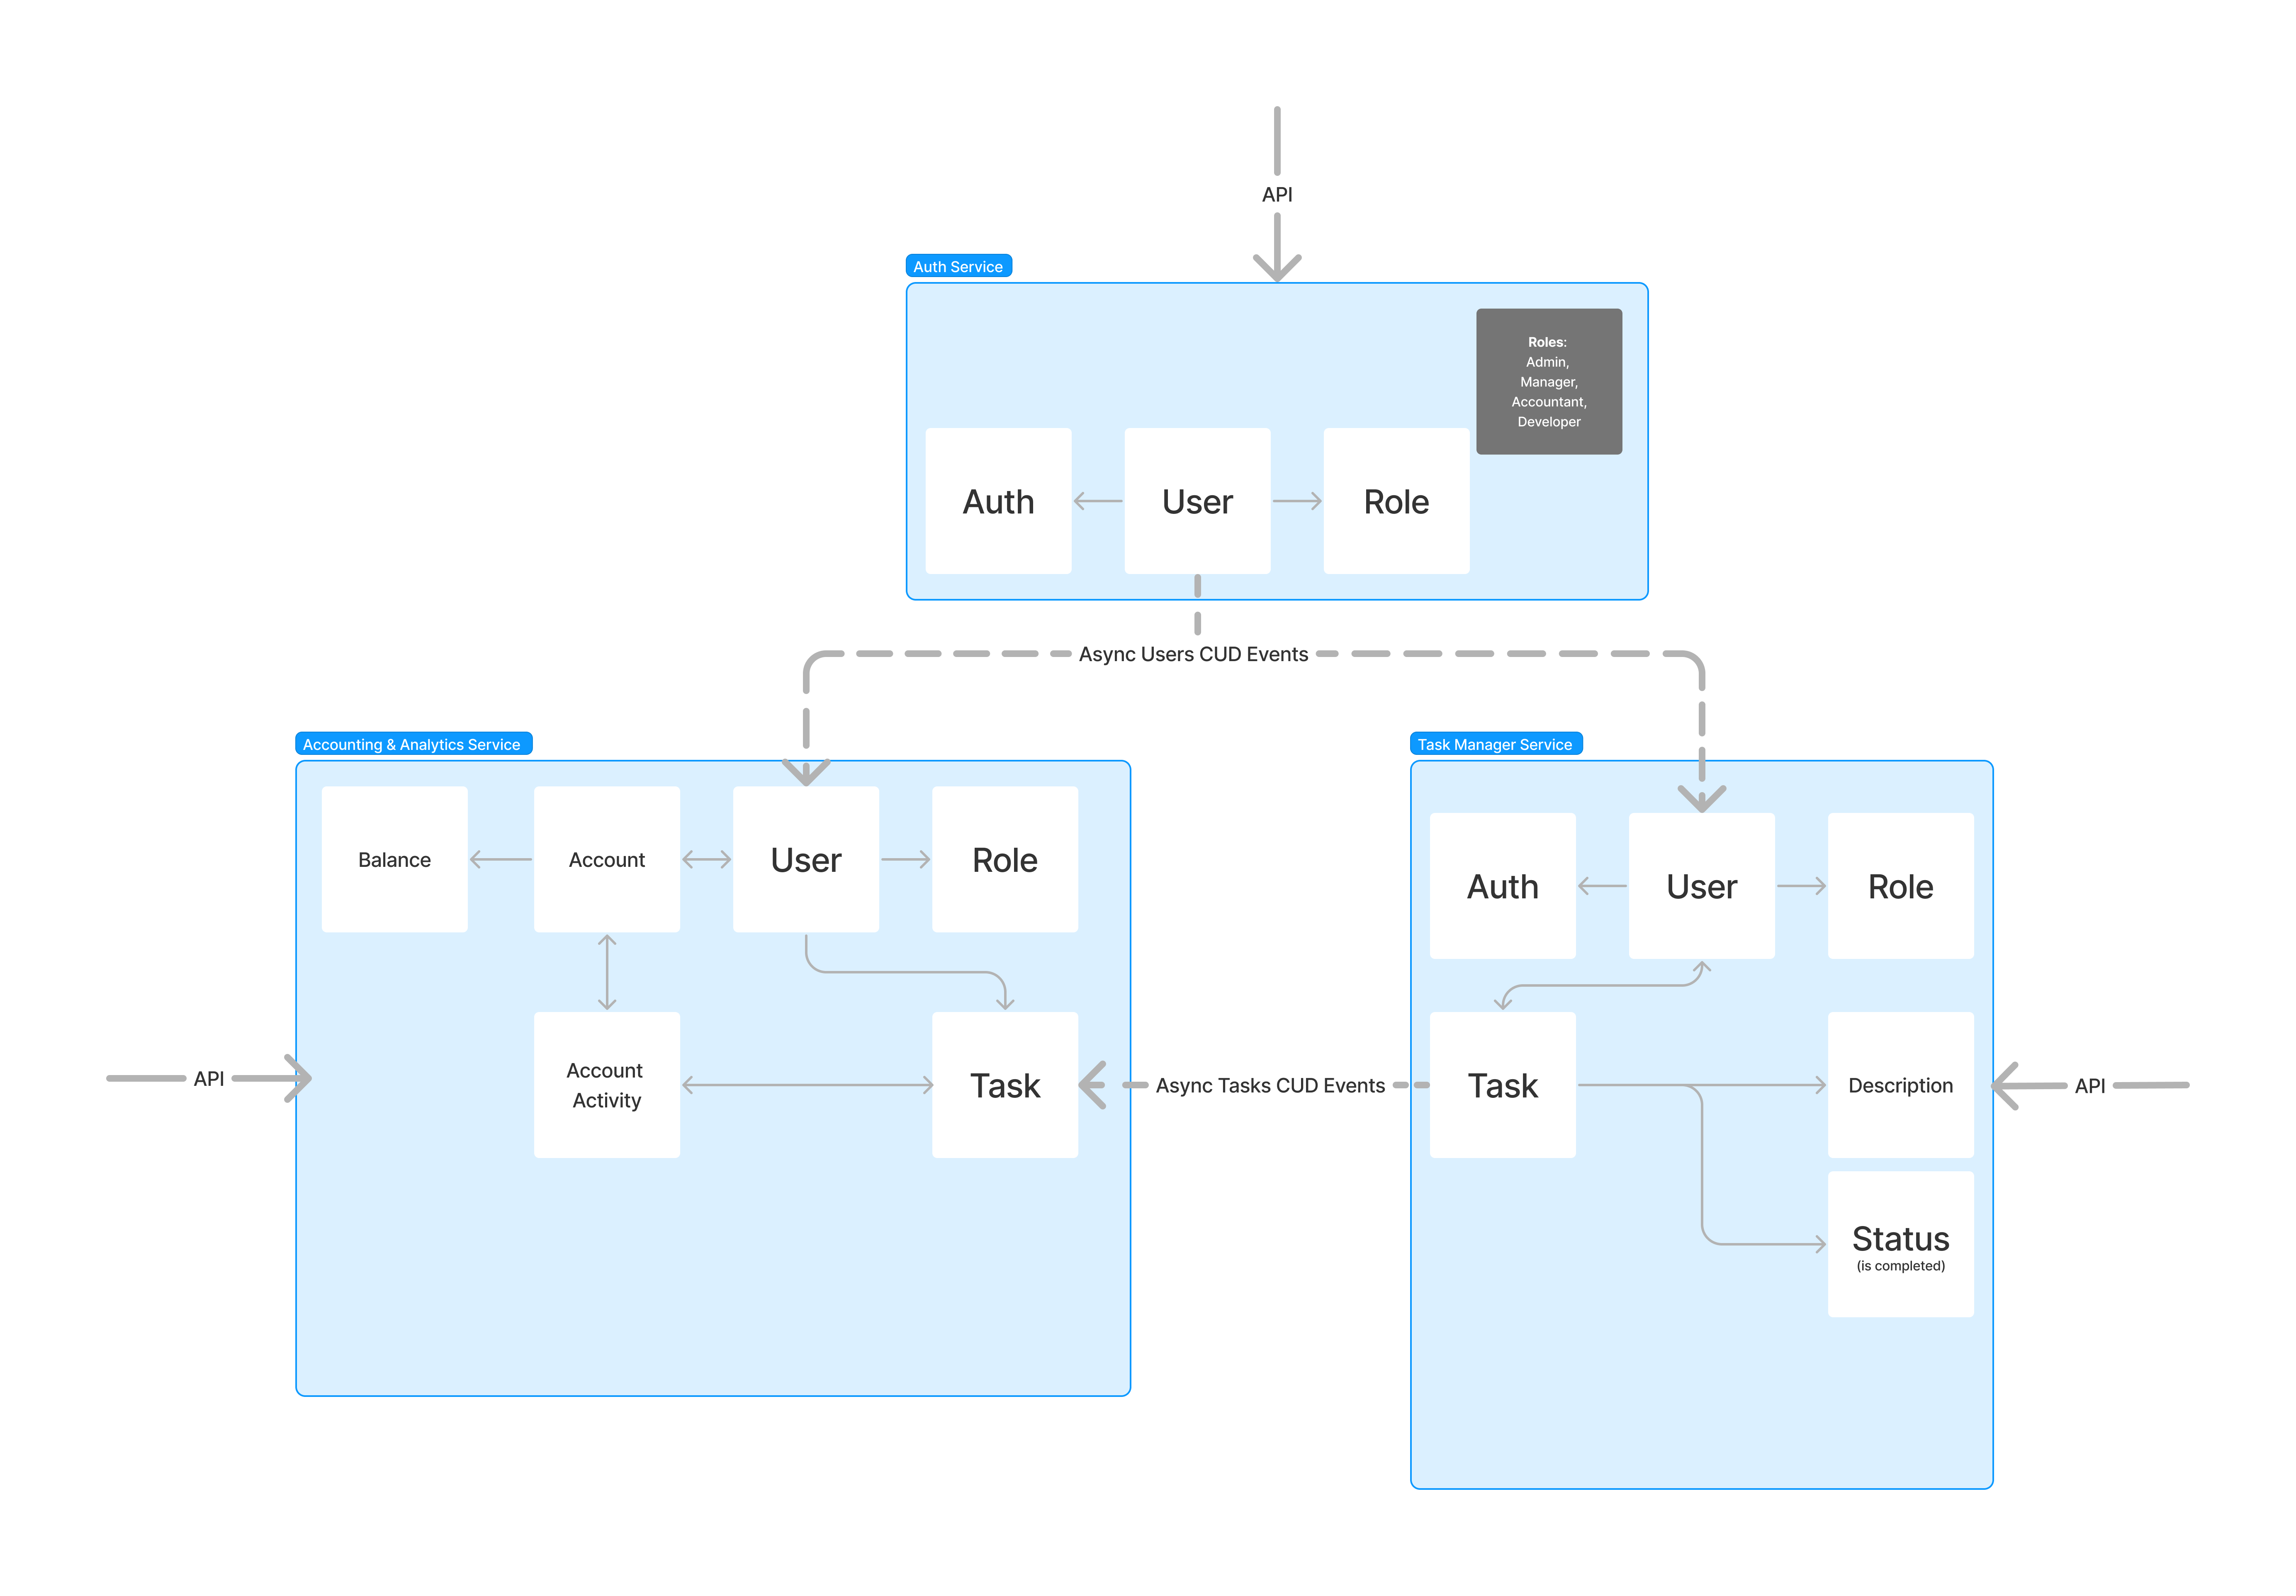 API
Auth Service
Roles:
Admin,
Manager,
Accountant,
Developer
Auth
User
Role
Async Users CUD Events
Accounting & Analytics Service
Balance
Account
User
Role
Account
Activity
Task
API
Async Tasks CUD Events
Task Manager Service
Auth
User
Role
Task
Description
Status
(is completed)
API